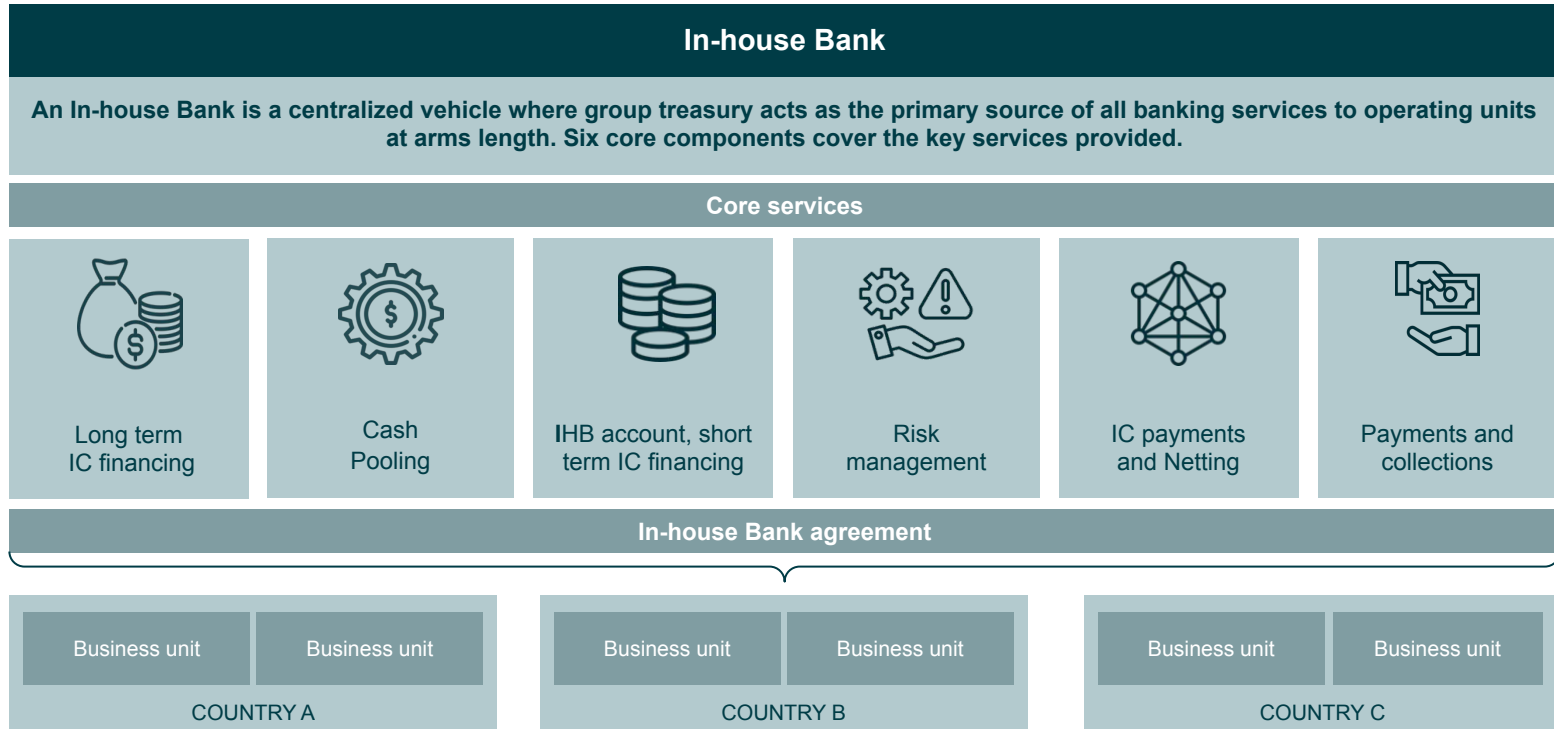 In-house Bank
An In-house Bank is a centralized vehicle where group treasury acts as the primary source of all banking services to operating units
at arms length. Six core components cover the key services provided.
Core services
Long term
IC financing
Cash
Pooling
IHB account, short
term IC financing
Risk
management
IC payments
and Netting
Payments and
collections
In-house Bank agreement
Business unit
Business unit
COUNTRY A
Business unit
Business unit
COUNTRY B
Business unit
Business unit
COUNTRY C